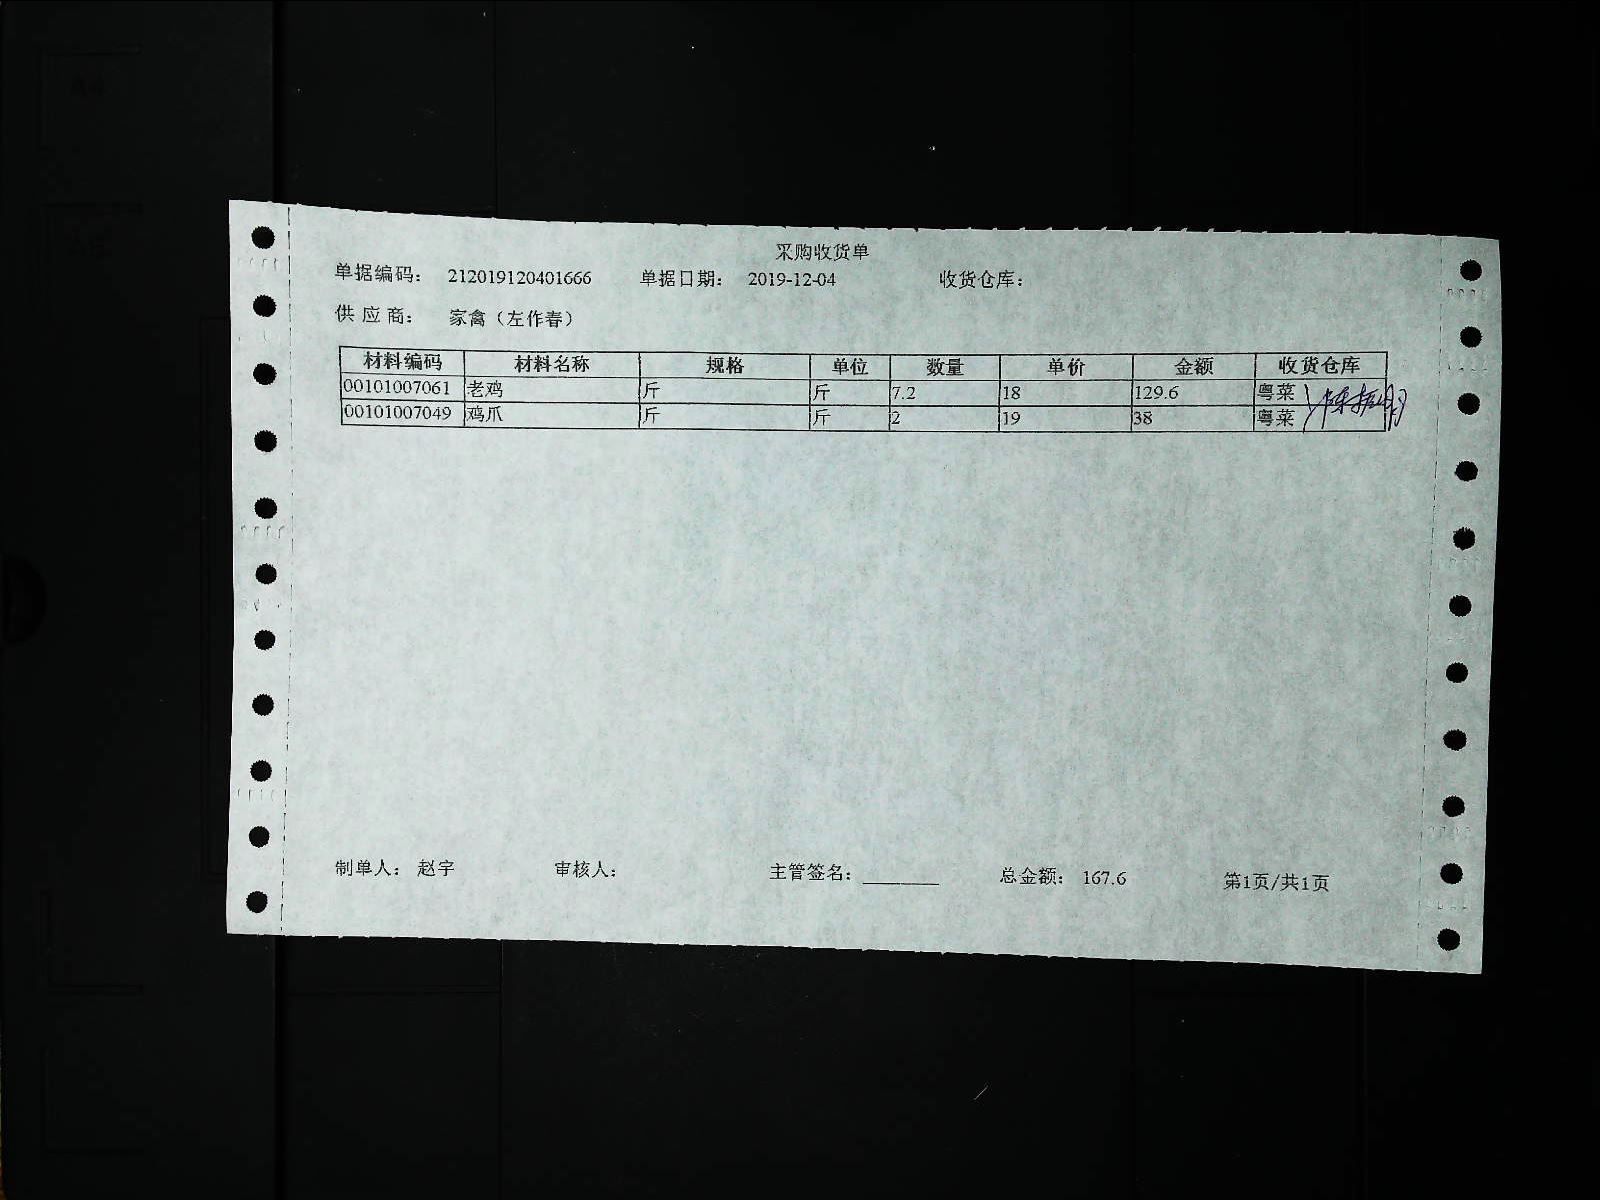 采购收货单
单据编码： 212019120401666 单据日期： 2019-12-04 收货仓库：
供 应 商： 家禽（左作春）
材料编码 材料名称 规格 单位 数量 单价 金额 收货仓库
00101007061 老鸡 斤 斤 7.2 18 129.6 粤菜
00101007049 鸡爪 斤 斤 2 19 38 粤菜
制单人： 赵宇 审核人： 主管签名： 总金额： 167.6 第1页/共1页